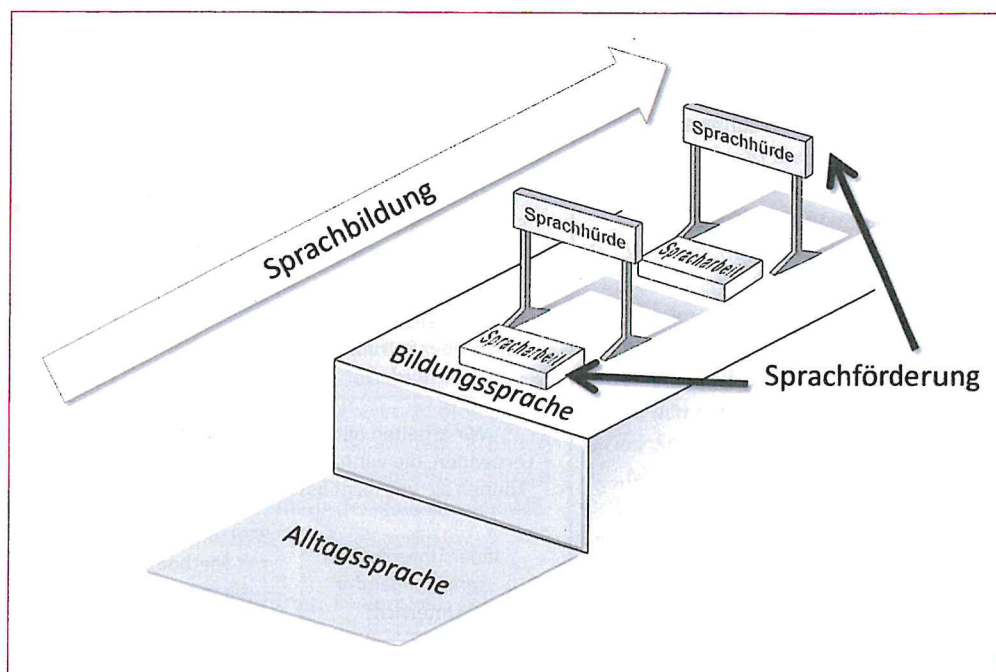 Sprachhürde
Sprachbildung
Sprachhürde
Spracharbeit
Spracharbeit
Bildungssprache
Sprachförderung
Alltagssprache